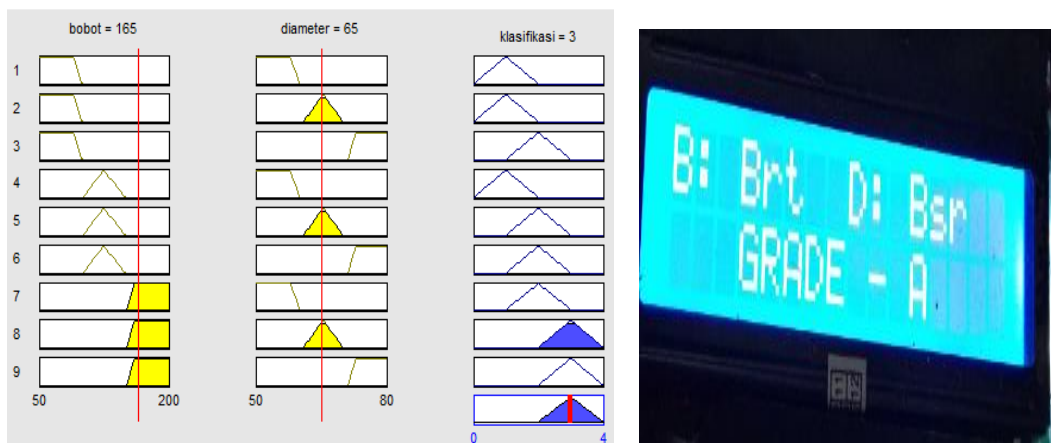 bobot = 165 diameter = 65 klasifikasi = 3
1
2
3
4
5
6
7
8
9
50 200 50 80
0 4
B: Brt D: Bsr
GRADE - A